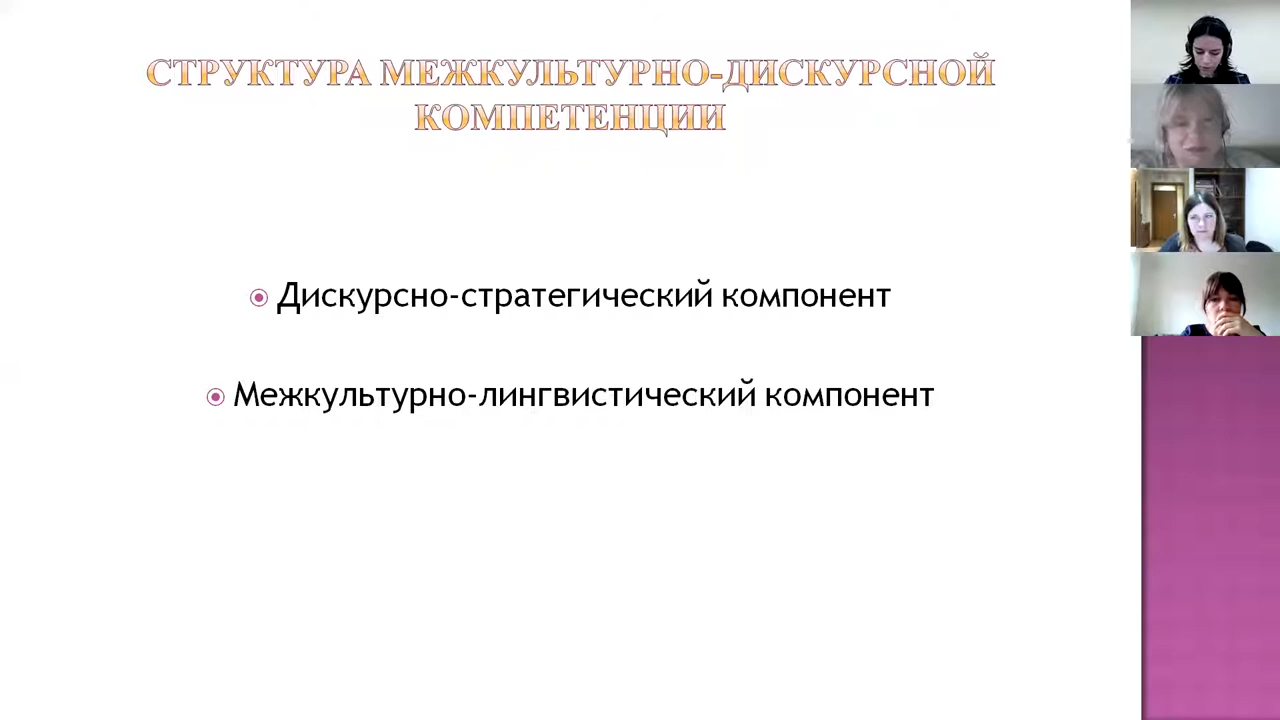 СТРУКТУРА МЕЖКУЛЬТУРНО-ДИСКУРСНОЙ
КОМПЕТЕНЦИИ
Дискурсно-стратегический компонент
Межкультурно-лингвистический компонент